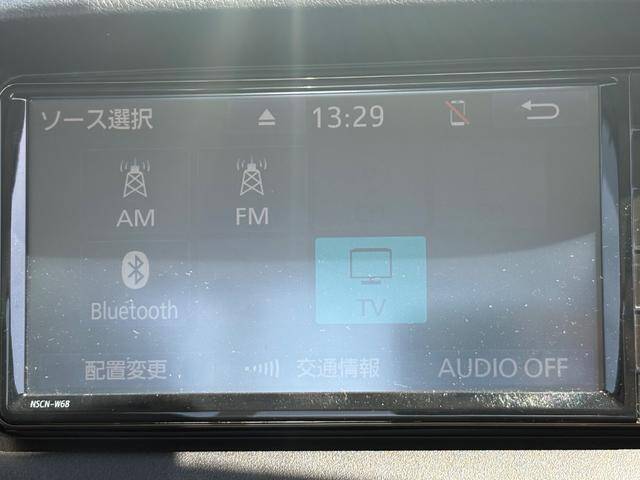 ソース選択 13:29
AM FM
Bluetooth TV
配置変更 交通情報 AUDIO OFF
NSCN-W68